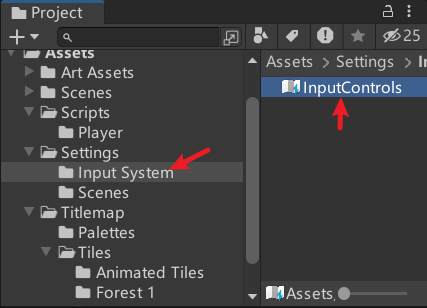 Project
25
Assets
Art Assets
Scenes
Scripts
Player
Settings
Input System
Scenes
Titlemap
Palettes
Tiles
Animated Tiles
Forest 1
Assets > Settings >
InputControls
Assets